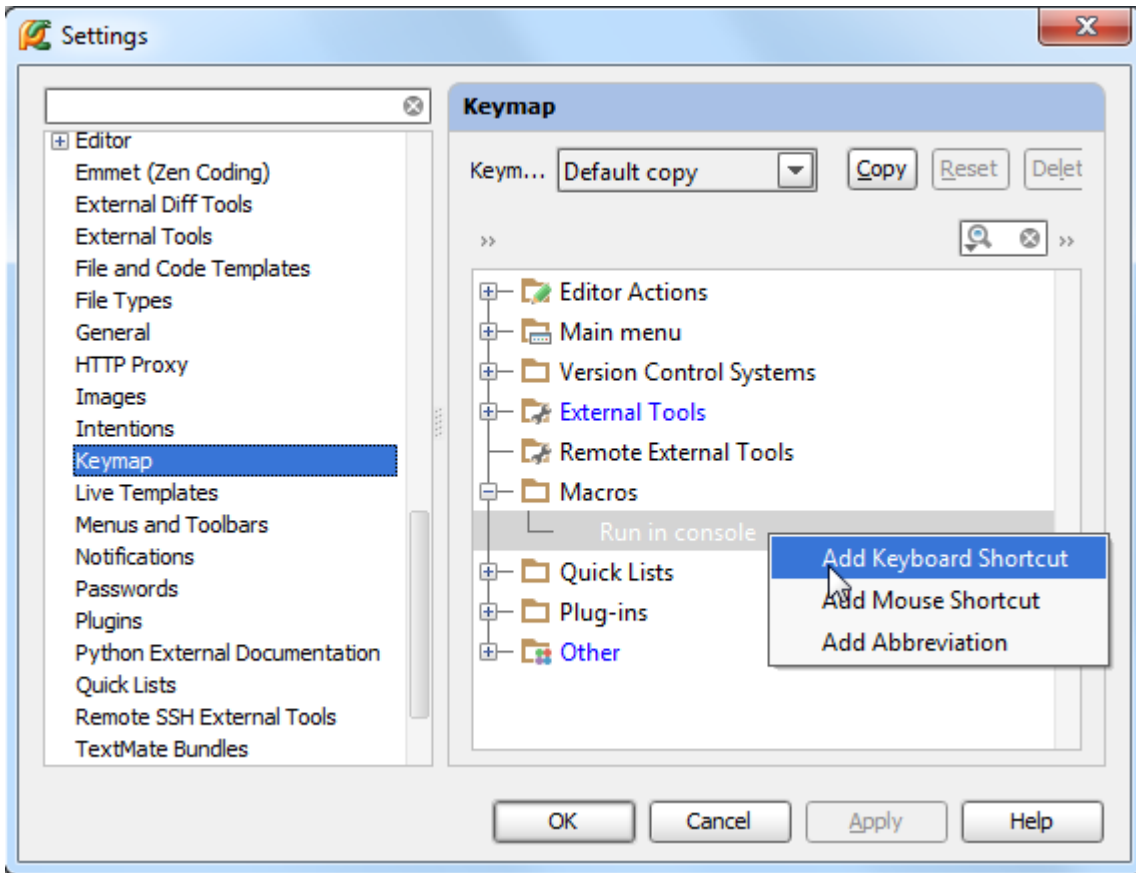 Settings
Editor
Emmet (Zen Coding)
External Diff Tools
External Tools
File and Code Templates
File Types
General
HTTP Proxy
Images
Intentions
Keymap
Live Templates
Menus and Toolbars
Notifications
Passwords
Plugins
Python External Documentation
Quick Lists
Remote SSH External Tools
TextMate Bundles
Keymap
Keym... Default copy Copy Reset Delet
Editor Actions
Main menu
Version Control Systems
External Tools
Remote External Tools
Macros
Run in console
Quick Lists
Plug-ins
Other
Add Keyboard Shortcut
Add Mouse Shortcut
Add Abbreviation
OK Cancel Apply Help